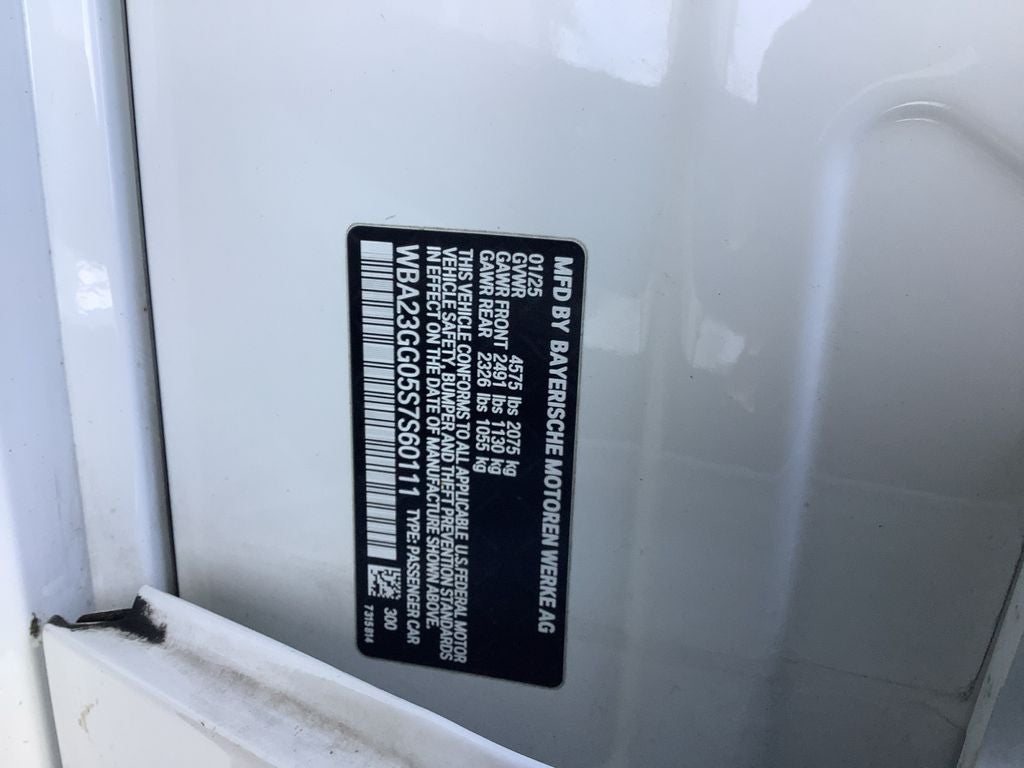 MFD BY BAYERISCHE MOTOREN WERKE AG
01/25
GVWR 4575 lbs 2075 kg
GAWR FRONT 2491 lbs 1130 kg
GAWR REAR 2326 lbs 1055 kg
THIS VEHICLE CONFORMS TO ALL APPLICABLE U.S.FEDERAL MOTOR
VEHICLE SAFETY, BUMPER AND THEFT PREVENTION STANDARDS
IN EFFECT ON THE DATE OF MANUFACTURE SHOWN ABOVE.
WBA23GG05S7S60111 TYPE: PASSENGER CAR
300
7315 814